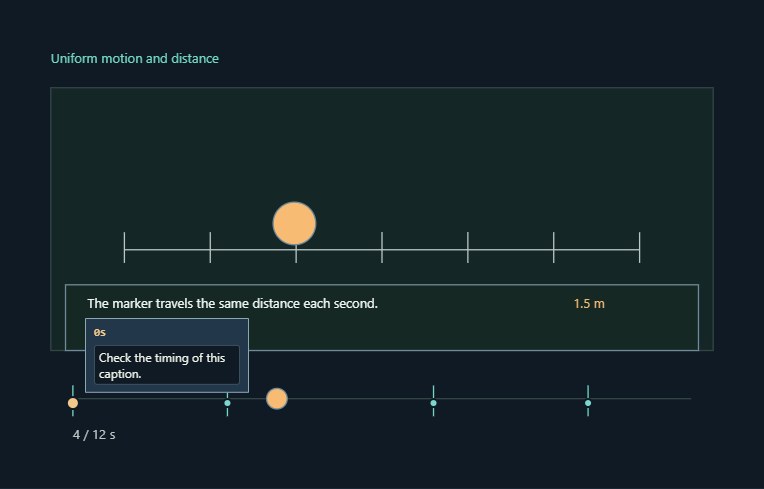 Uniform motion and distance
The marker travels the same distance each second.
1.5 m
0s
Check the timing of this
caption.
4 / 12 s